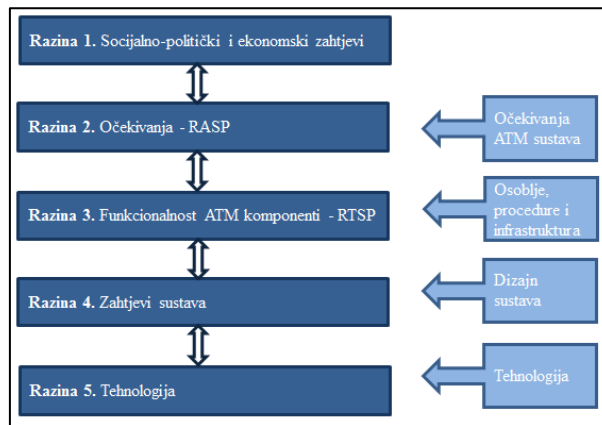 Razina 1. Socijalno-politički i ekonomski zahtjevi
Razina 2. Očekivanja - RASP
Očekivanja
ATM sustava
Razina 3. Funkcionalnost ATM komponenti - RTSP
Osoblje,
procedure i
infrastruktura
Razina 4. Zahtjevi sustava
Dizajn
sustava
Razina 5. Tehnologija
Tehnologija